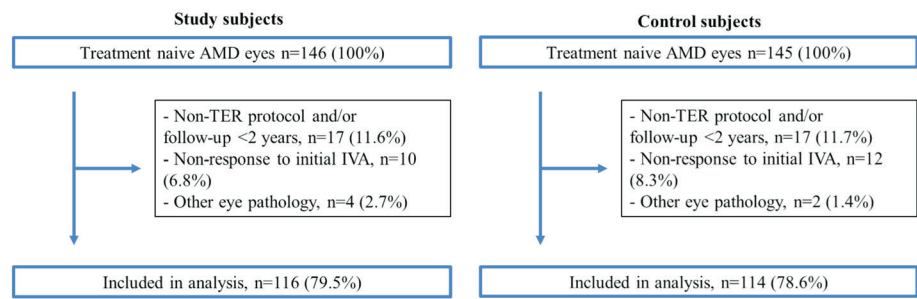 Study subjects
Treatment naive AMD eyes n=146 (100%)
- Non-TER protocol and/or
follow-up <2 years, n=17 (11.6%)
- Non-response to initial IVA, n=10
(6.8%)
- Other eye pathology, n=4 (2.7%)
Included in analysis, n=116 (79.5%)
Control subjects
Treatment naive AMD eyes n=145 (100%)
- Non-TER protocol and/or
follow-up <2 years, n=17 (11.7%)
- Non-response to initial IVA, n=12
(8.3%)
- Other eye pathology, n=2 (1.4%)
Included in analysis, n=114 (78.6%)